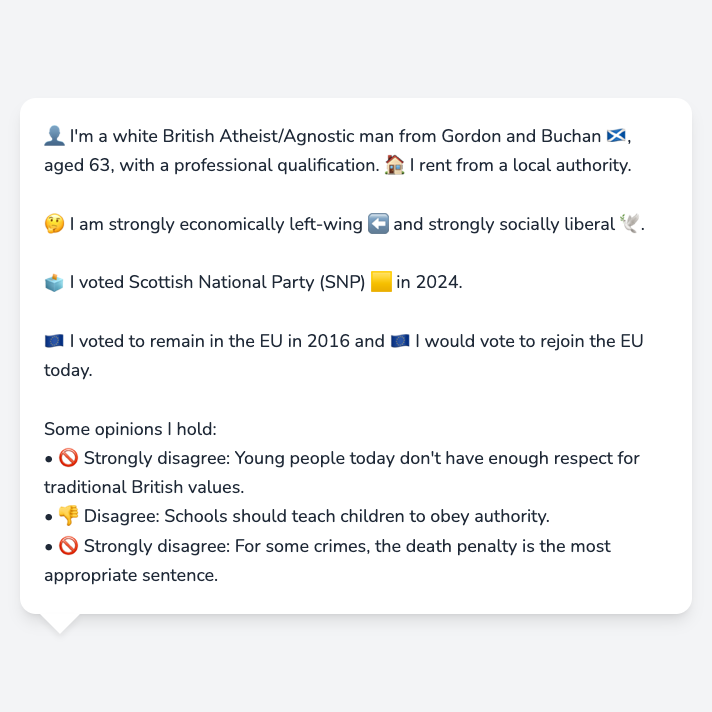 👤 I'm a white British Atheist/Agnostic man from Gordon and Buchan 🏴󠁧󠁢󠁳󠁣󠁴󠁿,
aged 63, with a professional qualification. 🏠 I rent from a local authority.
🤔 I am strongly economically left-wing ⬅️ and strongly socially liberal 🕊️.
🗳️ I voted Scottish National Party (SNP) 🟨 in 2024.
🇪🇺 I voted to remain in the EU in 2016 and 🇪🇺 I would vote to rejoin the EU
today.
Some opinions I hold:
• 🚫 Strongly disagree: Young people today don't have enough respect for
traditional British values.
• 👎 Disagree: Schools should teach children to obey authority.
• 🚫 Strongly disagree: For some crimes, the death penalty is the most
appropriate sentence.